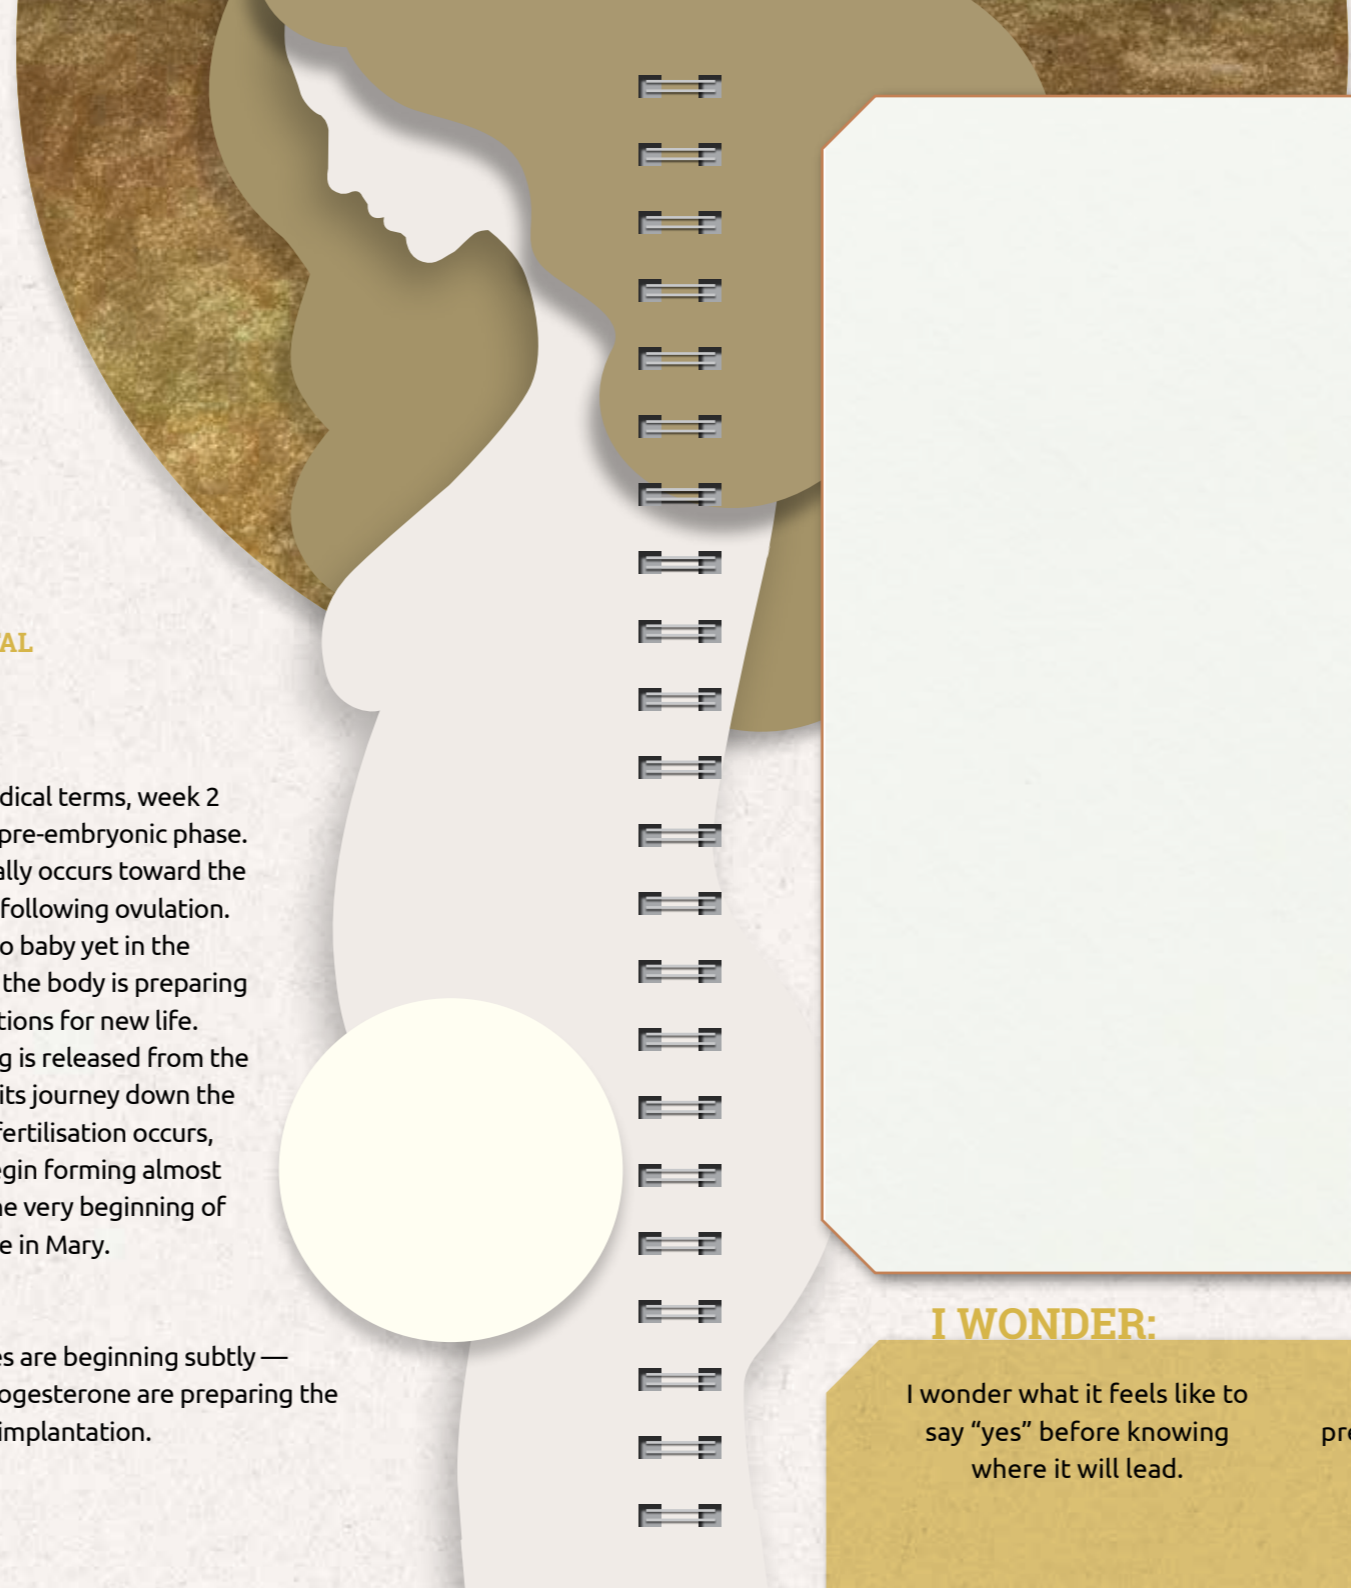 AL
dical terms, week 2
pre-embryonic phase.
ally occurs toward the
following ovulation.
o baby yet in the
the body is preparing
tions for new life.
g is released from the
its journey down the
fertilisation occurs,
egin forming almost
e very beginning of
e in Mary.
es are beginning subtly —
ogesterone are preparing the
implantation.
I WONDER:
I wonder what it feels like to
say “yes” before knowing
where it will lead.
pre